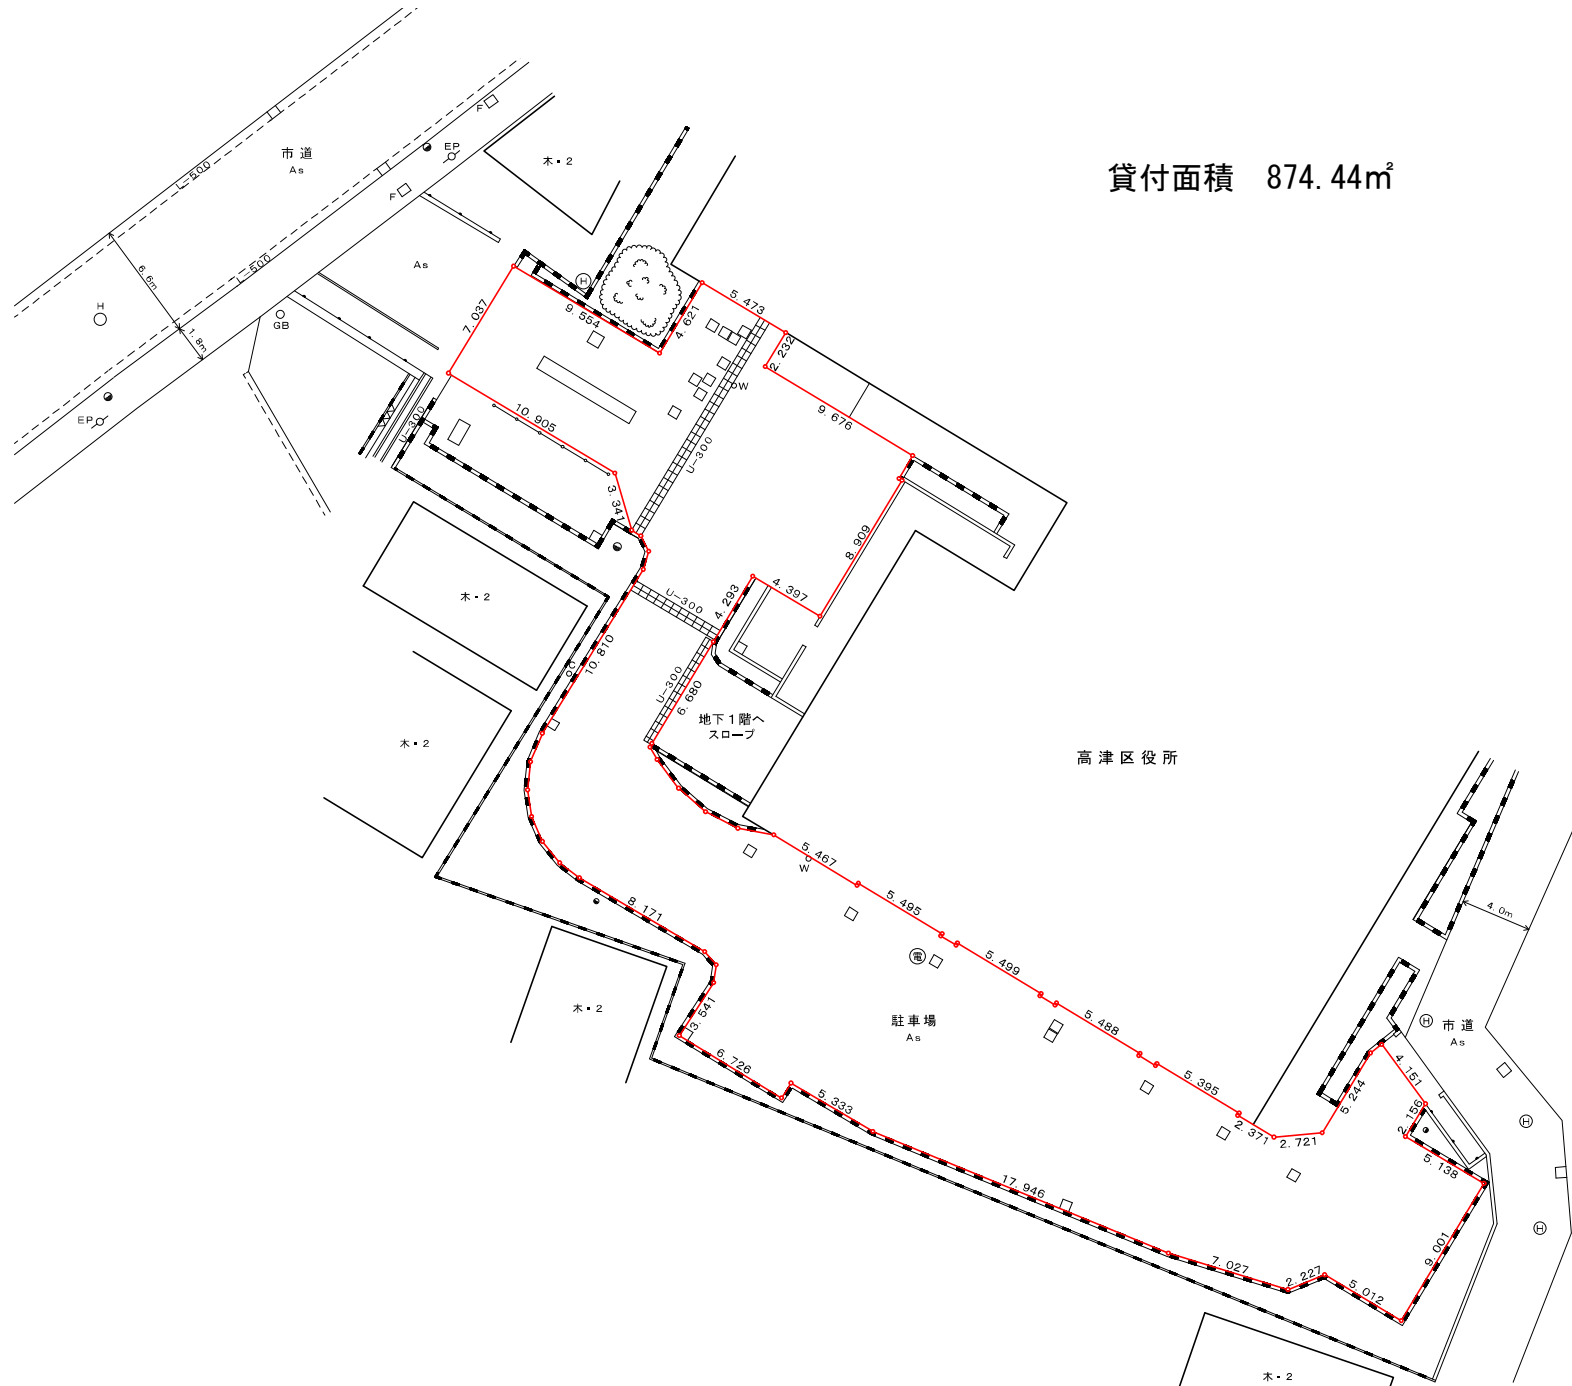 貸付面積　874.44㎡
L-500
市道
As
F
EP
木-2
F
As
6.6m
L-500
H
H
GB
1.8m
EP
U-300
7.037
9.554
4.621
5.473
2.232
W
10.905
9.676
U-300
3.341
8.909
木-2
U-300
4.293
4.397
10.810
U-300
6.680
木-2
地下1階へ
スロープ
高津区役所
5.467
W
5.495
8.171
電
5.499
4.0m
木-2
3.541
駐車場
As
5.488
H
市道
As
6.726
5.333
5.395
5.244
4.151
2.156
2.371
2.721
H
5.138
17.946
H
9.001
7.027
2.227
5.012
木-2